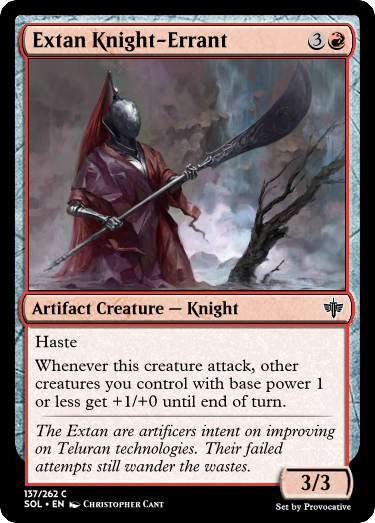 Extan Knight-Errant 3
Artifact Creature — Knight
Haste
Whenever this creature attack, other
creatures you control with base power 1
or less get +1/+0 until end of turn.
The Extan are artificers intent on improving
on Teluran technologies. Their failed
attempts still wander the wastes.
3/3
137/262 C
SOL • EN Christopher Cant
Set by Provocative